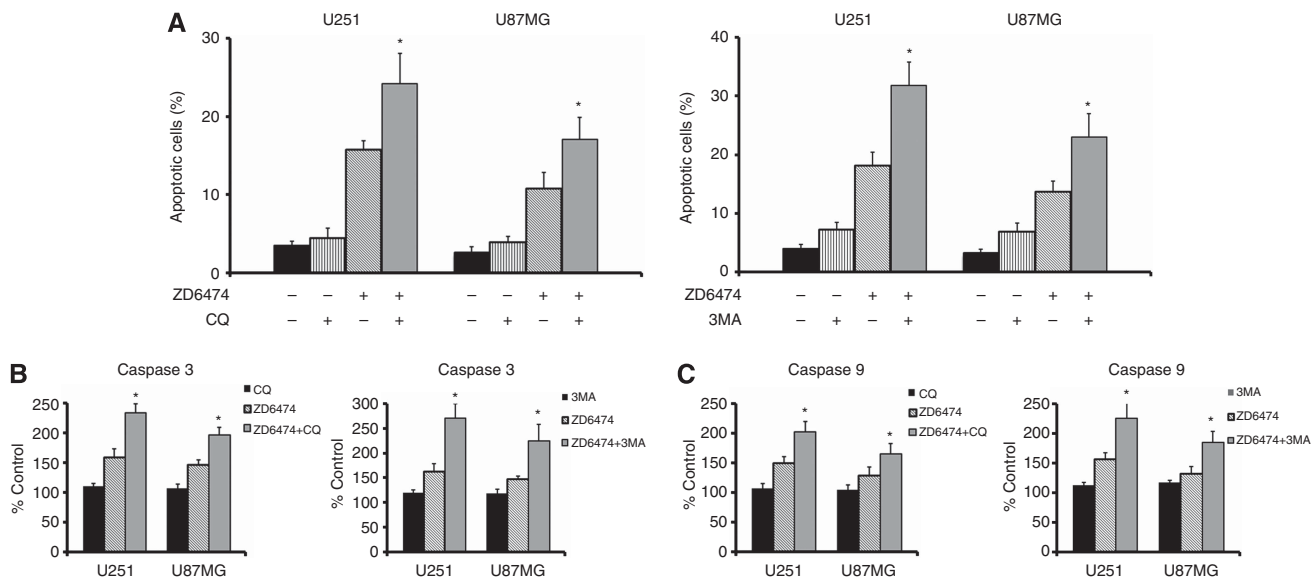 A
U251 U87MG
Apoptotic cells (%)
30
20
10
0
*
*
ZD6474 – – + + – – + +
CQ – + – + – + – +
U251 U87MG
Apoptotic cells (%)
40
30
20
10
0
*
*
ZD6474 – – + + – – + +
3MA – + – + – + – +
B
Caspase 3
% Control
250
200
150
100
50
0
*
*
CQ
ZD6474
ZD6474+CQ
U251 U87MG
Caspase 3
% Control
300
250
200
150
100
50
0
*
*
3MA
ZD6474
ZD6474+3MA
U251 U87MG
C
Caspase 9
% Control
250
200
150
100
50
0
*
*
CQ
ZD6474
ZD6474+CQ
U251 U87MG
Caspase 9
% Control
250
200
150
100
50
0
*
*
3MA
ZD6474
ZD6474+3MA
U251 U87MG